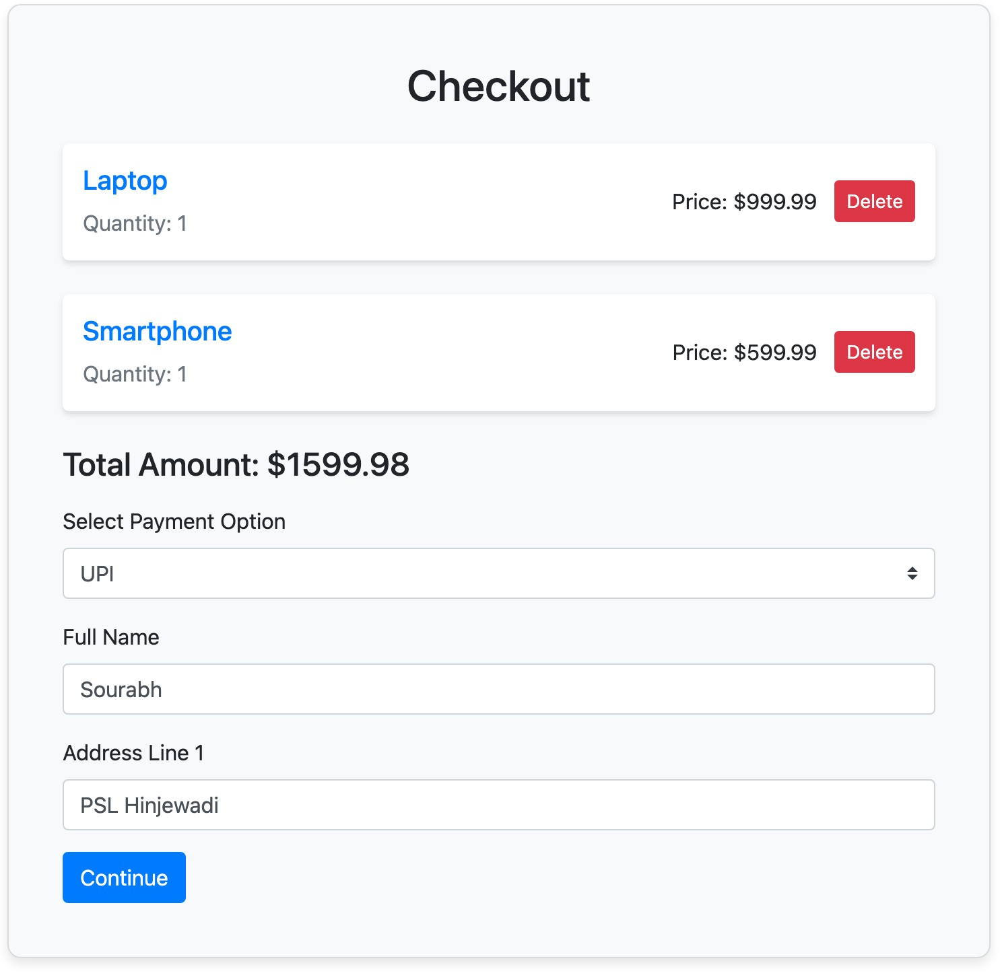 Checkout
Laptop
Quantity: 1
Price: $999.99
Delete
Smartphone
Quantity: 1
Price: $599.99
Delete
Total Amount: $1599.98
Select Payment Option
UPI
Full Name
Sourabh
Address Line 1
PSL Hinjewadi
Continue